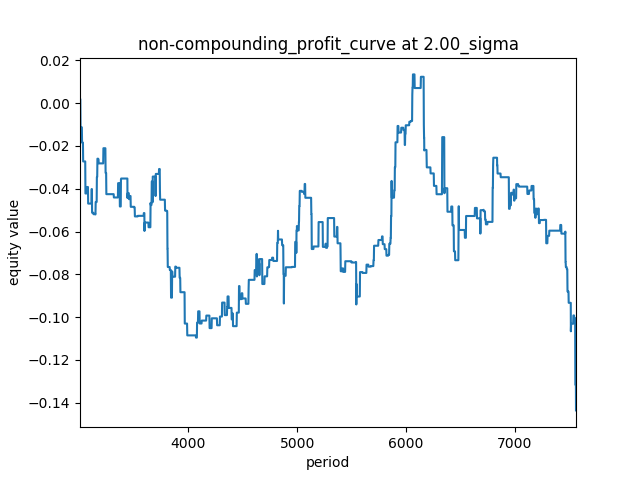 non-compounding_profit_curve at 2.00_sigma
0.02
0.00
−0.02
−0.04
−0.06
−0.08
−0.10
−0.12
−0.14
equity value
4000 5000 6000 7000
period